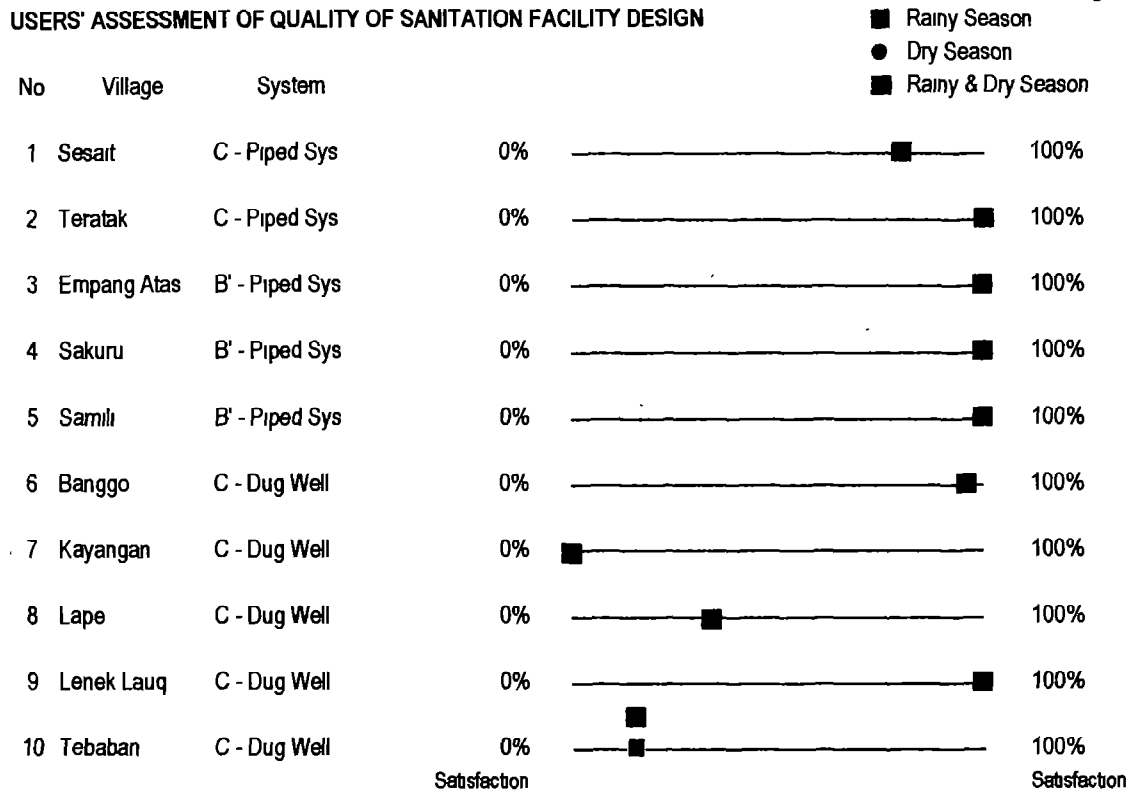 USERS' ASSESSMENT OF QUALITY OF SANITATION FACILITY DESIGN
Rainy Season
Dry Season
Rainy & Dry Season
No Village System
1 Sesait C - Piped Sys 0% 100%
2 Teratak C - Piped Sys 0% 100%
3 Empang Atas B' - Piped Sys 0% 100%
4 Sakuru B' - Piped Sys 0% 100%
5 Samili B' - Piped Sys 0% 100%
6 Banggo C - Dug Well 0% 100%
7 Kayangan C - Dug Well 0% 100%
8 Lape C - Dug Well 0% 100%
9 Lenek Lauq C - Dug Well 0% 100%
10 Tebaban C - Dug Well 0% 100%
Satisfaction Satisfaction